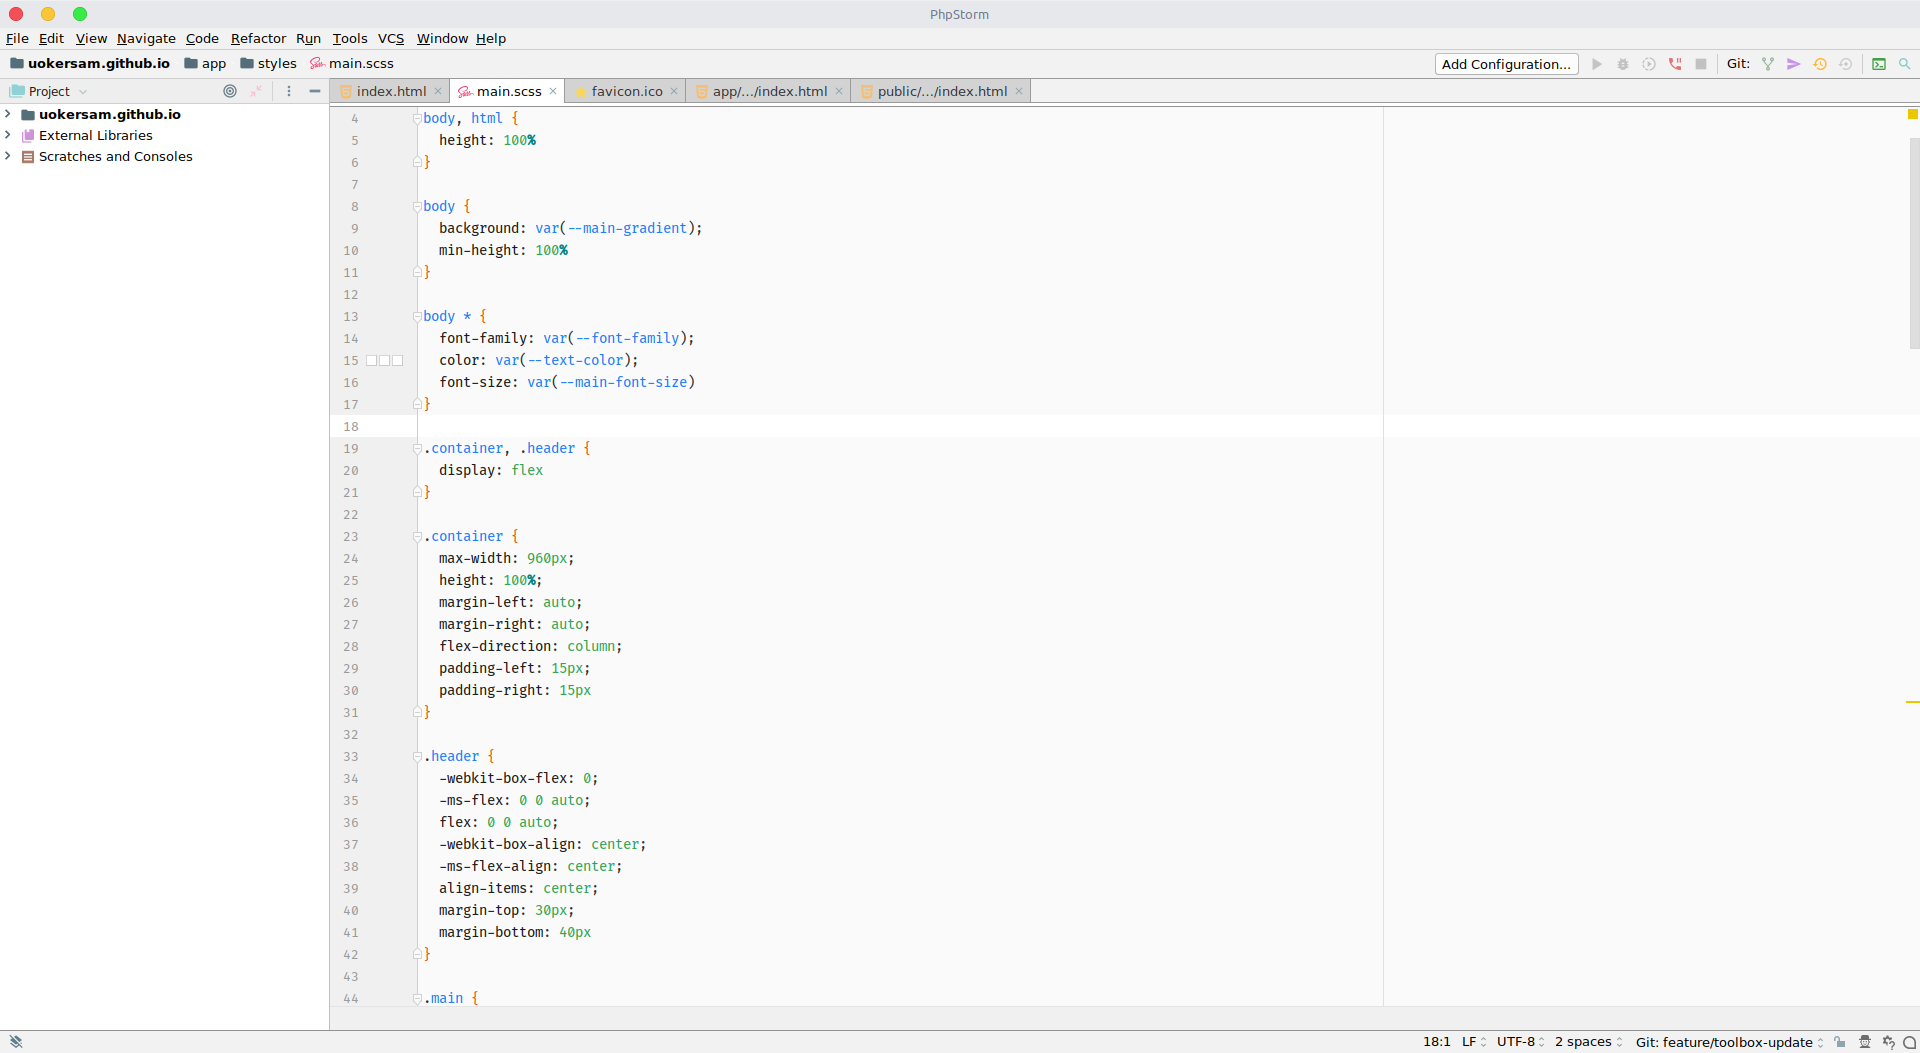 PhpStorm
File Edit View Navigate Code Refactor Run Tools VCS Window Help
uokersam.github.io app styles main.scss
Add Configuration... Git:
Project
index.html main.scss favicon.ico app/.../index.html public/.../index.html
uokersam.github.io
External Libraries
Scratches and Consoles
4 body, html {
5 height: 100%
6 }
7
8 body {
9 background: var(--main-gradient);
10 min-height: 100%
11 }
12
13 body * {
14 font-family: var(--font-family);
15 color: var(--text-color);
16 font-size: var(--main-font-size)
17 }
18
19 .container, .header {
20 display: flex
21 }
22
23 .container {
24 max-width: 960px;
25 height: 100%;
26 margin-left: auto;
27 margin-right: auto;
28 flex-direction: column;
29 padding-left: 15px;
30 padding-right: 15px
31 }
32
33 .header {
34 -webkit-box-flex: 0;
35 -ms-flex: 0 0 auto;
36 flex: 0 0 auto;
37 -webkit-box-align: center;
38 -ms-flex-align: center;
39 align-items: center;
40 margin-top: 30px;
41 margin-bottom: 40px
42 }
43
44 .main {
18:1 LF UTF-8 2 spaces Git: feature/toolbox-update